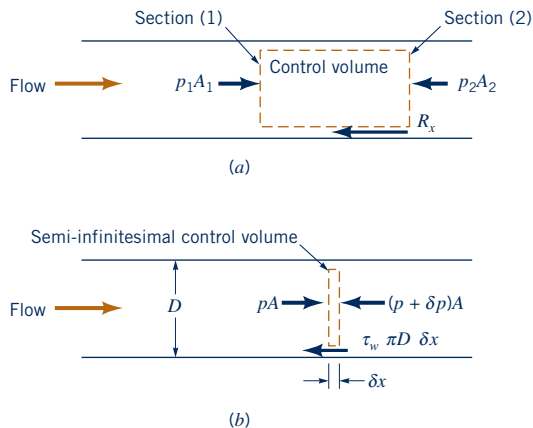 Section (1)
Section (2)
Control volume
Flow
p₁A₁
p₂A₂
Rₓ
(a)
Semi-infinitesimal control volume
Flow
D
pA
(p + δp)A
τ_w πD δx
δx
(b)